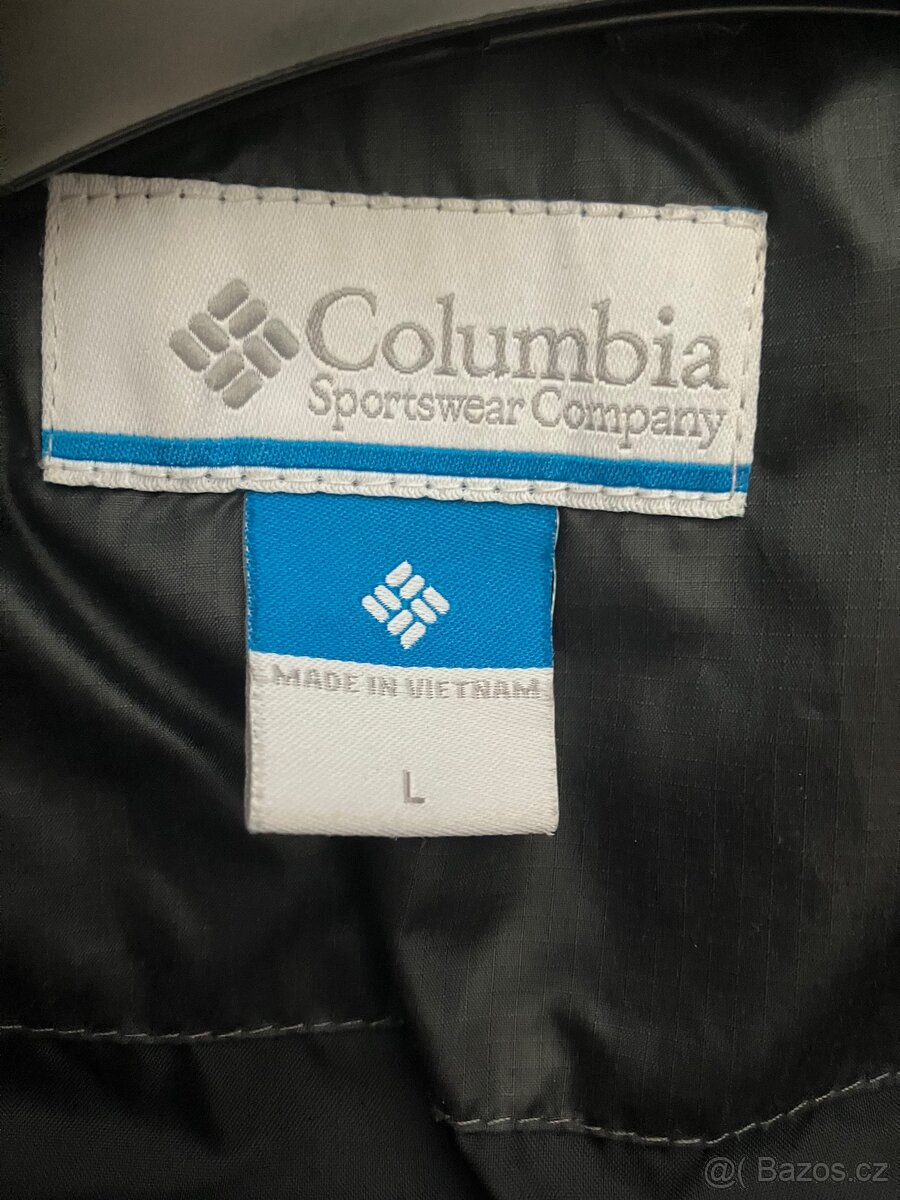 Columbia
Sportswear Company
MADE IN VIETNAM
L
@( Bazos.cz